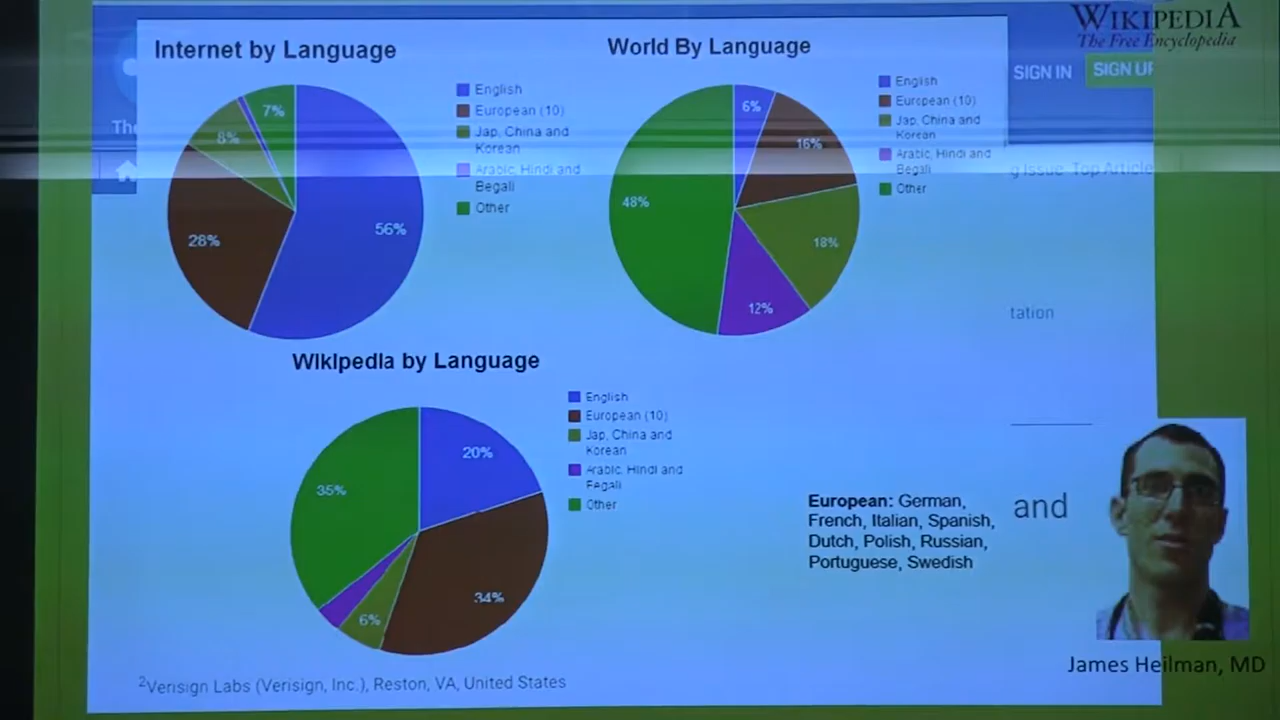 WIKIPEDIA
The Free Encyclopedia
SIGN IN
SIGN UP
Internet by Language
7%
8%
56%
28%
English
European (10)
Jap, China and
Korean
Arabic, Hindi and
Begali
Other
World By Language
6%
16%
48%
18%
12%
English
European (10)
Jap, China and
Korean
Arabic, Hindi and
Begali
Other
The
g Issue Top Article
tation
Wikipedia by Language
20%
35%
34%
6%
English
European (10)
Jap, China and
Korean
Arabic, Hindi and
Other
European: German,
French, Italian, Spanish,
Dutch, Polish, Russian,
Portuguese, Swedish
and
James Heilman, MD
2Verisign Labs (Verisign, Inc.), Reston, VA, United States